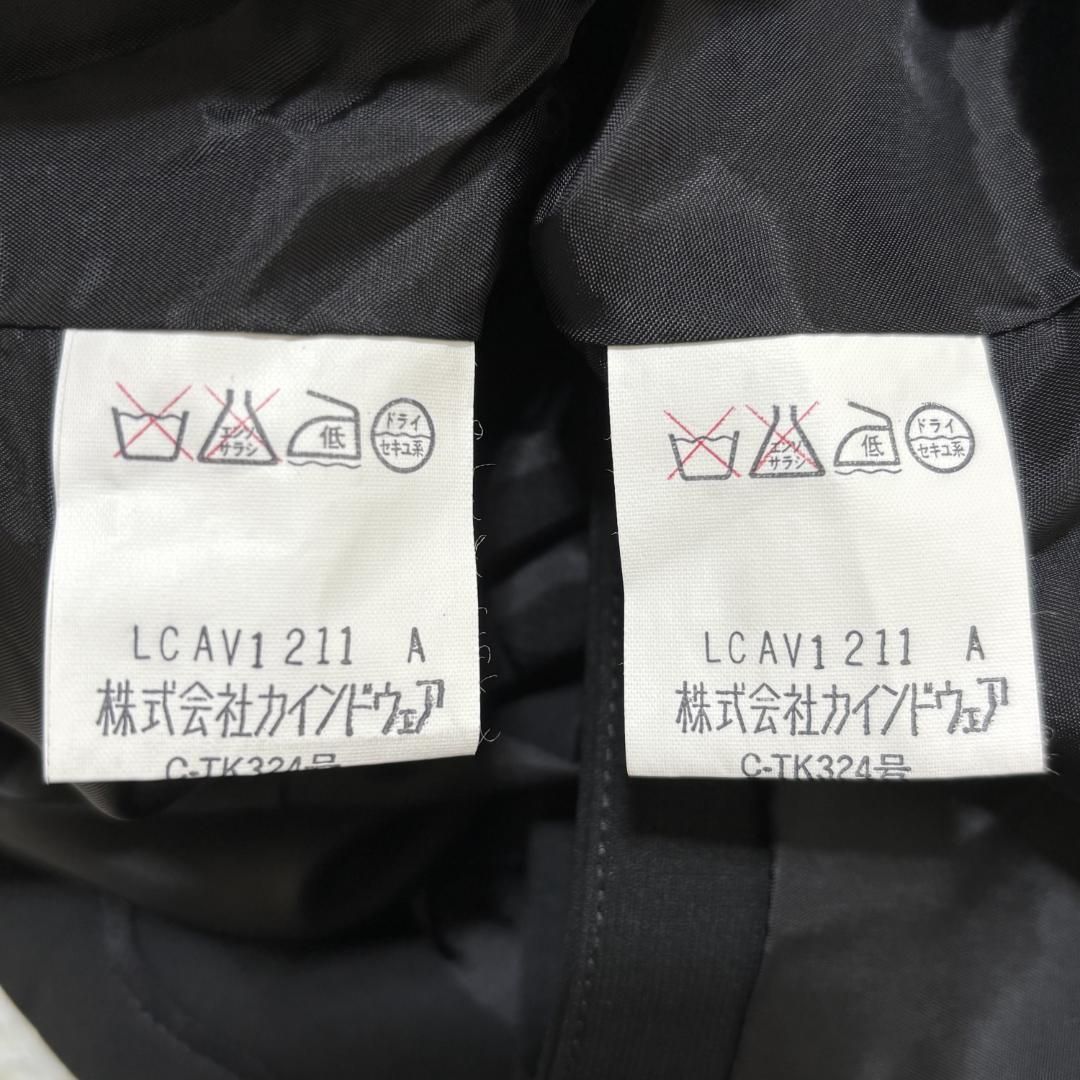 エンソ
サラシ
低
ドライ
セキユ系
LCAV1211 A
株式会社カインドウェア
C-TK324号
エンソ
サラシ
低
ドライ
セキユ系
LCAV1211 A
株式会社カインドウェア
C-TK324号